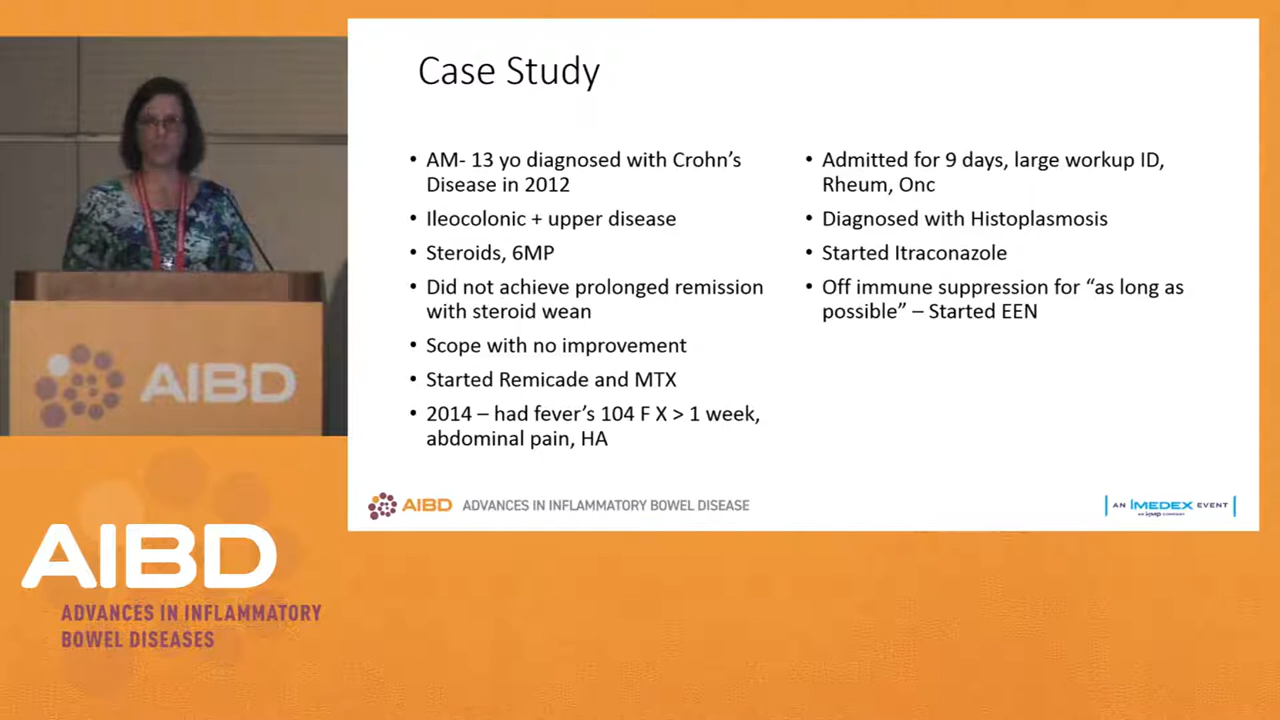 Case Study
• AM- 13 yo diagnosed with Crohn's
Disease in 2012
• Ileocolonic + upper disease
• Steroids, 6MP
• Did not achieve prolonged remission
with steroid wean
• Scope with no improvement
• Started Remicade and MTX
• 2014 – had fever's 104 F X > 1 week,
abdominal pain, HA
• Admitted for 9 days, large workup ID,
Rheum, Onc
• Diagnosed with Histoplasmosis
• Started Itraconazole
• Off immune suppression for “as long as
possible” – Started EEN
AIBD ADVANCES IN INFLAMMATORY BOWEL DISEASE
AN IMEDEX EVENT
AIBD
AIBD
ADVANCES IN INFLAMMATORY
BOWEL DISEASES